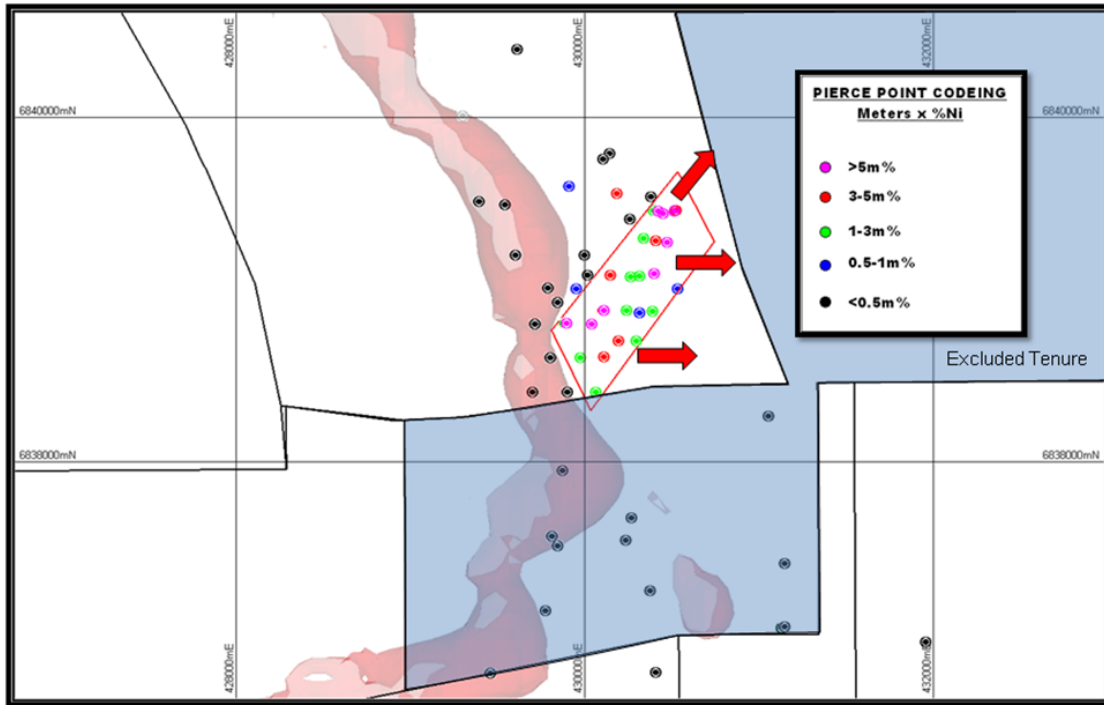 428000mE
430000mE
432000mE
6840000mN
6840000mN
PIERCE POINT CODEING
Meters x %Ni
>5m%
3-5m%
1-3m%
0.5-1m%
<0.5m%
Excluded Tenure
6838000mN
6838000mN
428000mE
430000mE
432000mE